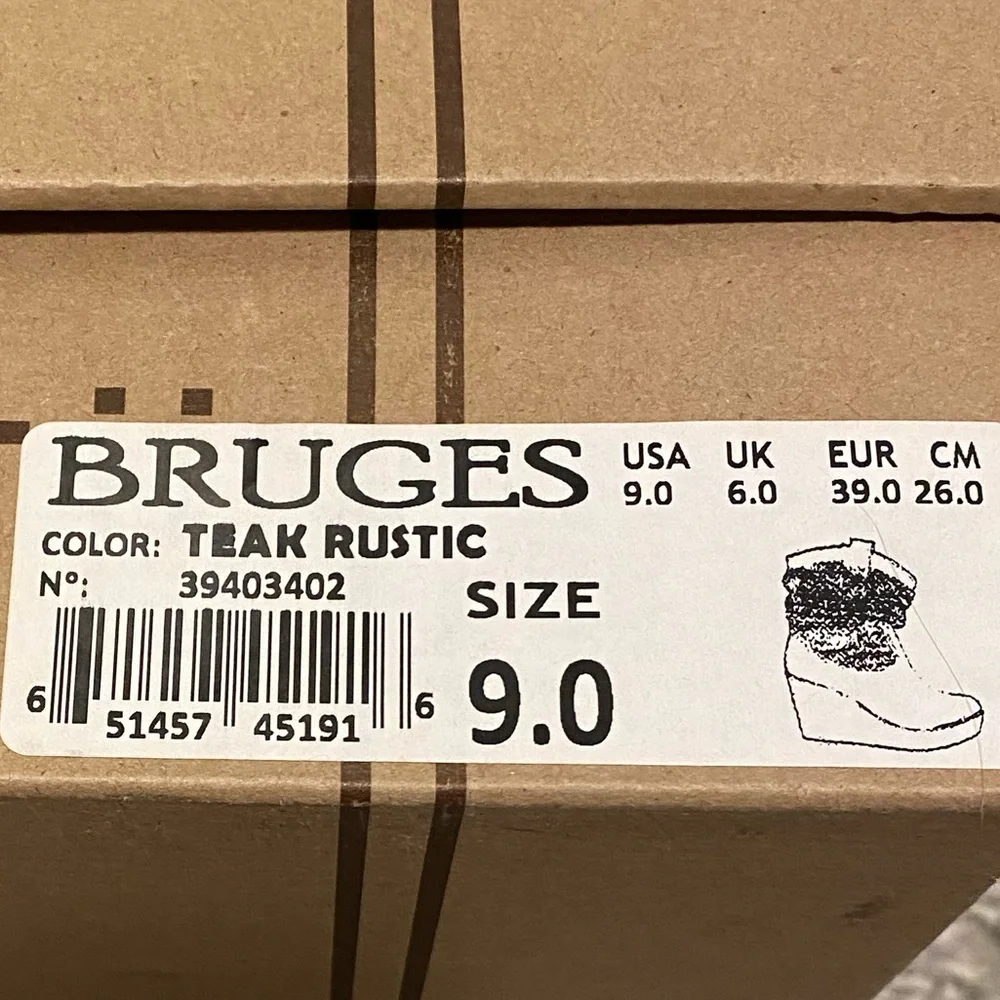 BRUGES
USA UK EUR CM
9.0 6.0 39.0 26.0
COLOR: TEAK RUSTIC
Nº: 39403402
SIZE
9.0
6 51457 45191 6